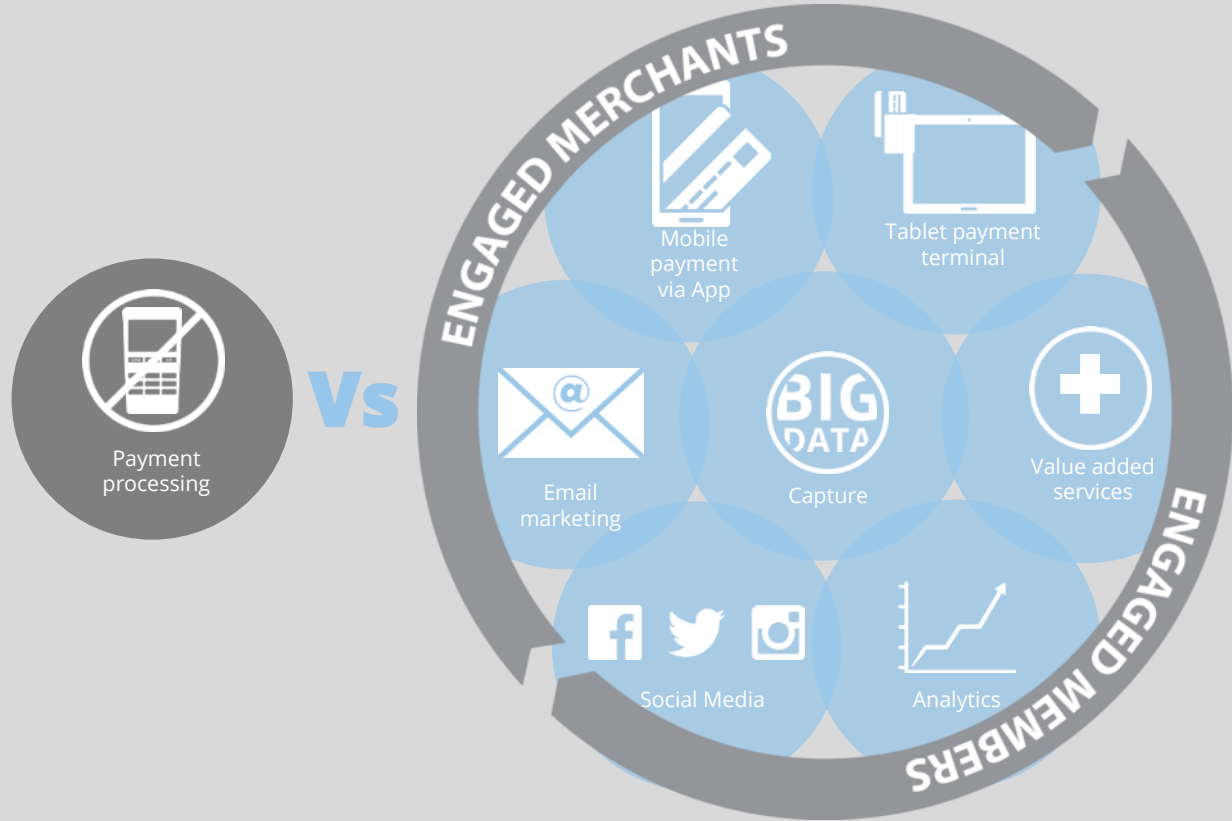 ENGAGED MERCHANTS
Mobile
payment
via App
Tablet payment
terminal
Payment
processing
Vs
@
Email
marketing
BIG
DATA
Capture
Value added
services
Social Media
Analytics
ENGAGED MEMBERS